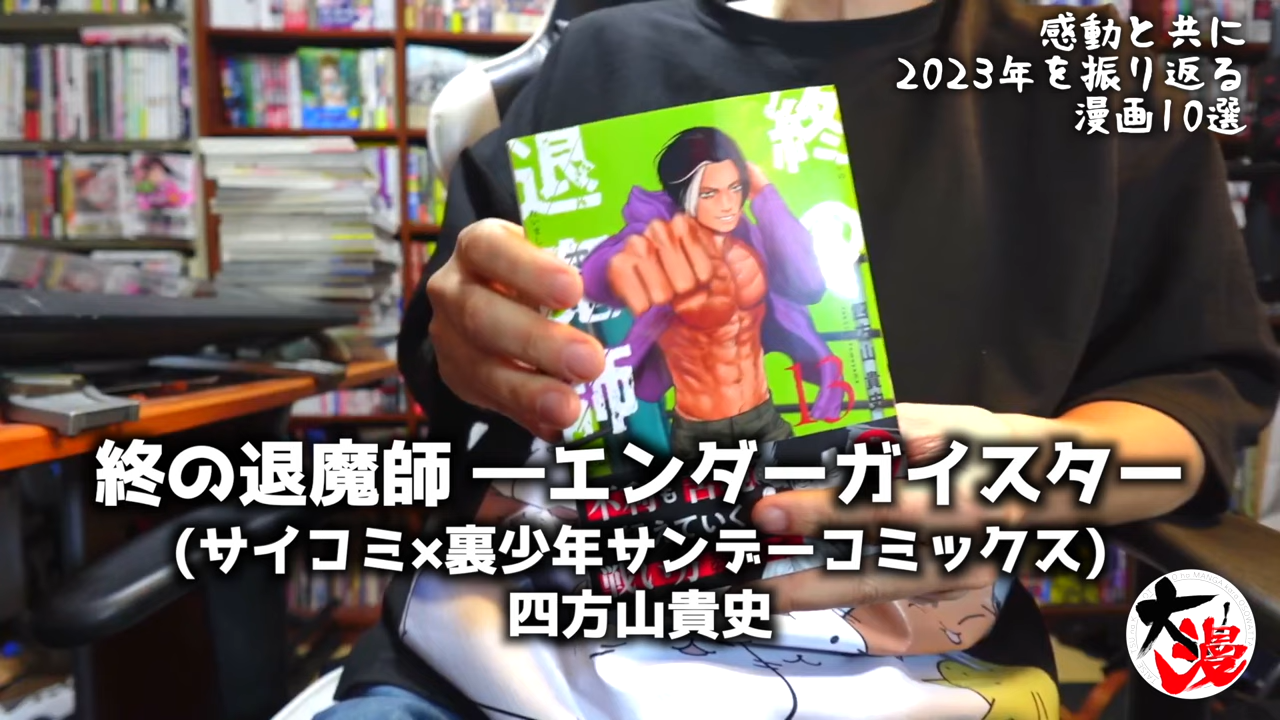 感動と共に
2023年を振り返る
漫画10選
終の
退魔師
四方山貴史
13
終の退魔師 ―エンダーガイスター
(サイコミ×裏少年サンデーコミックス)
四方山貴史
大漫